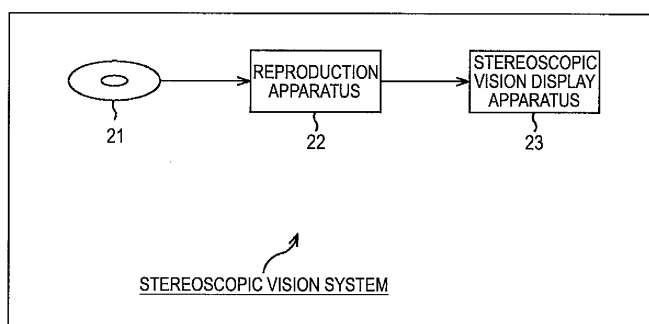 21
REPRODUCTION
APPARATUS
22
STEREOSCOPIC
VISION DISPLAY
APPARATUS
23
STEREOSCOPIC VISION SYSTEM